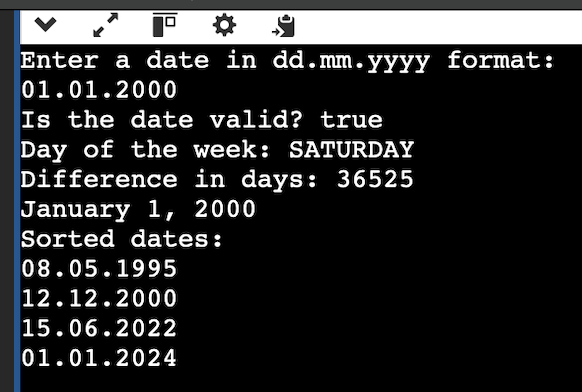 Enter a date in dd.mm.yyyy format:
01.01.2000
Is the date valid? true
Day of the week: SATURDAY
Difference in days: 36525
January 1, 2000
Sorted dates:
08.05.1995
12.12.2000
15.06.2022
01.01.2024